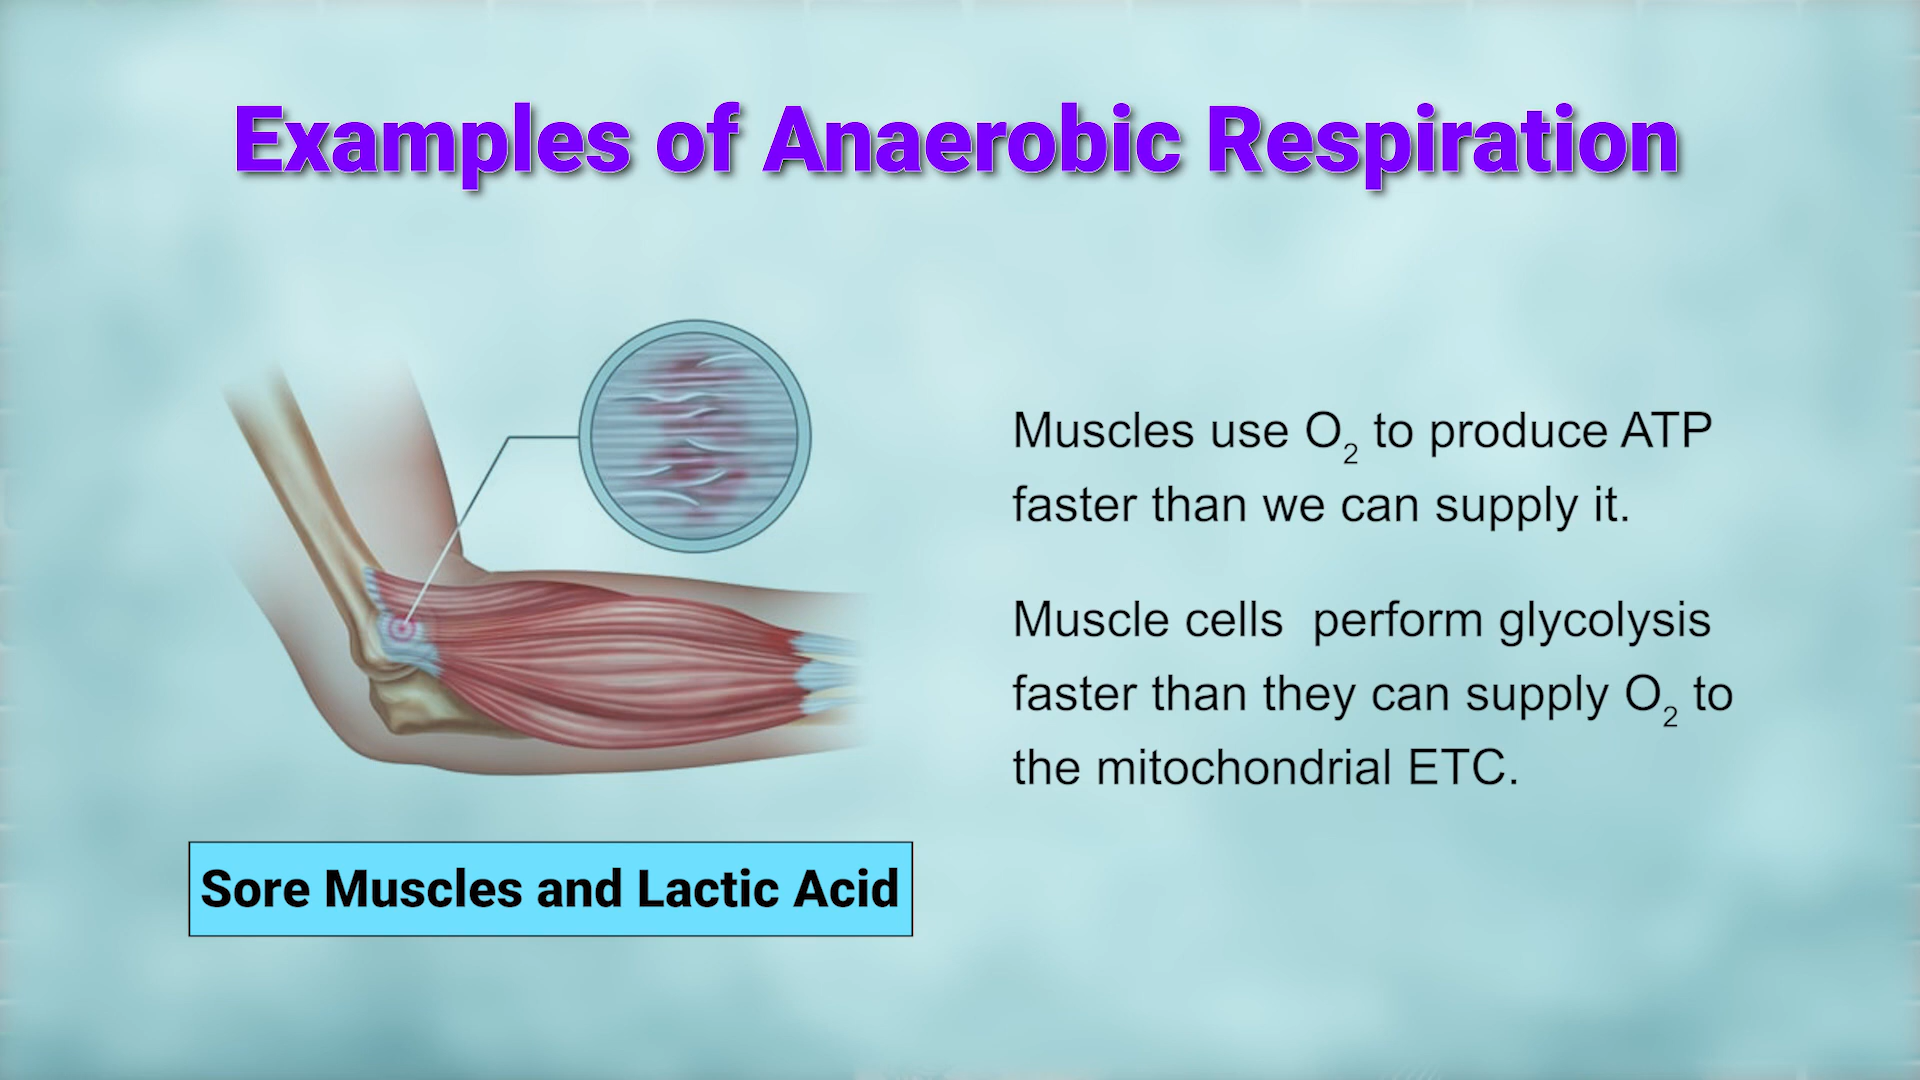 Examples of Anaerobic Respiration
Muscles use O₂ to produce ATP
faster than we can supply it.
Muscle cells  perform glycolysis
faster than they can supply O₂ to
the mitochondrial ETC.
Sore Muscles and Lactic Acid